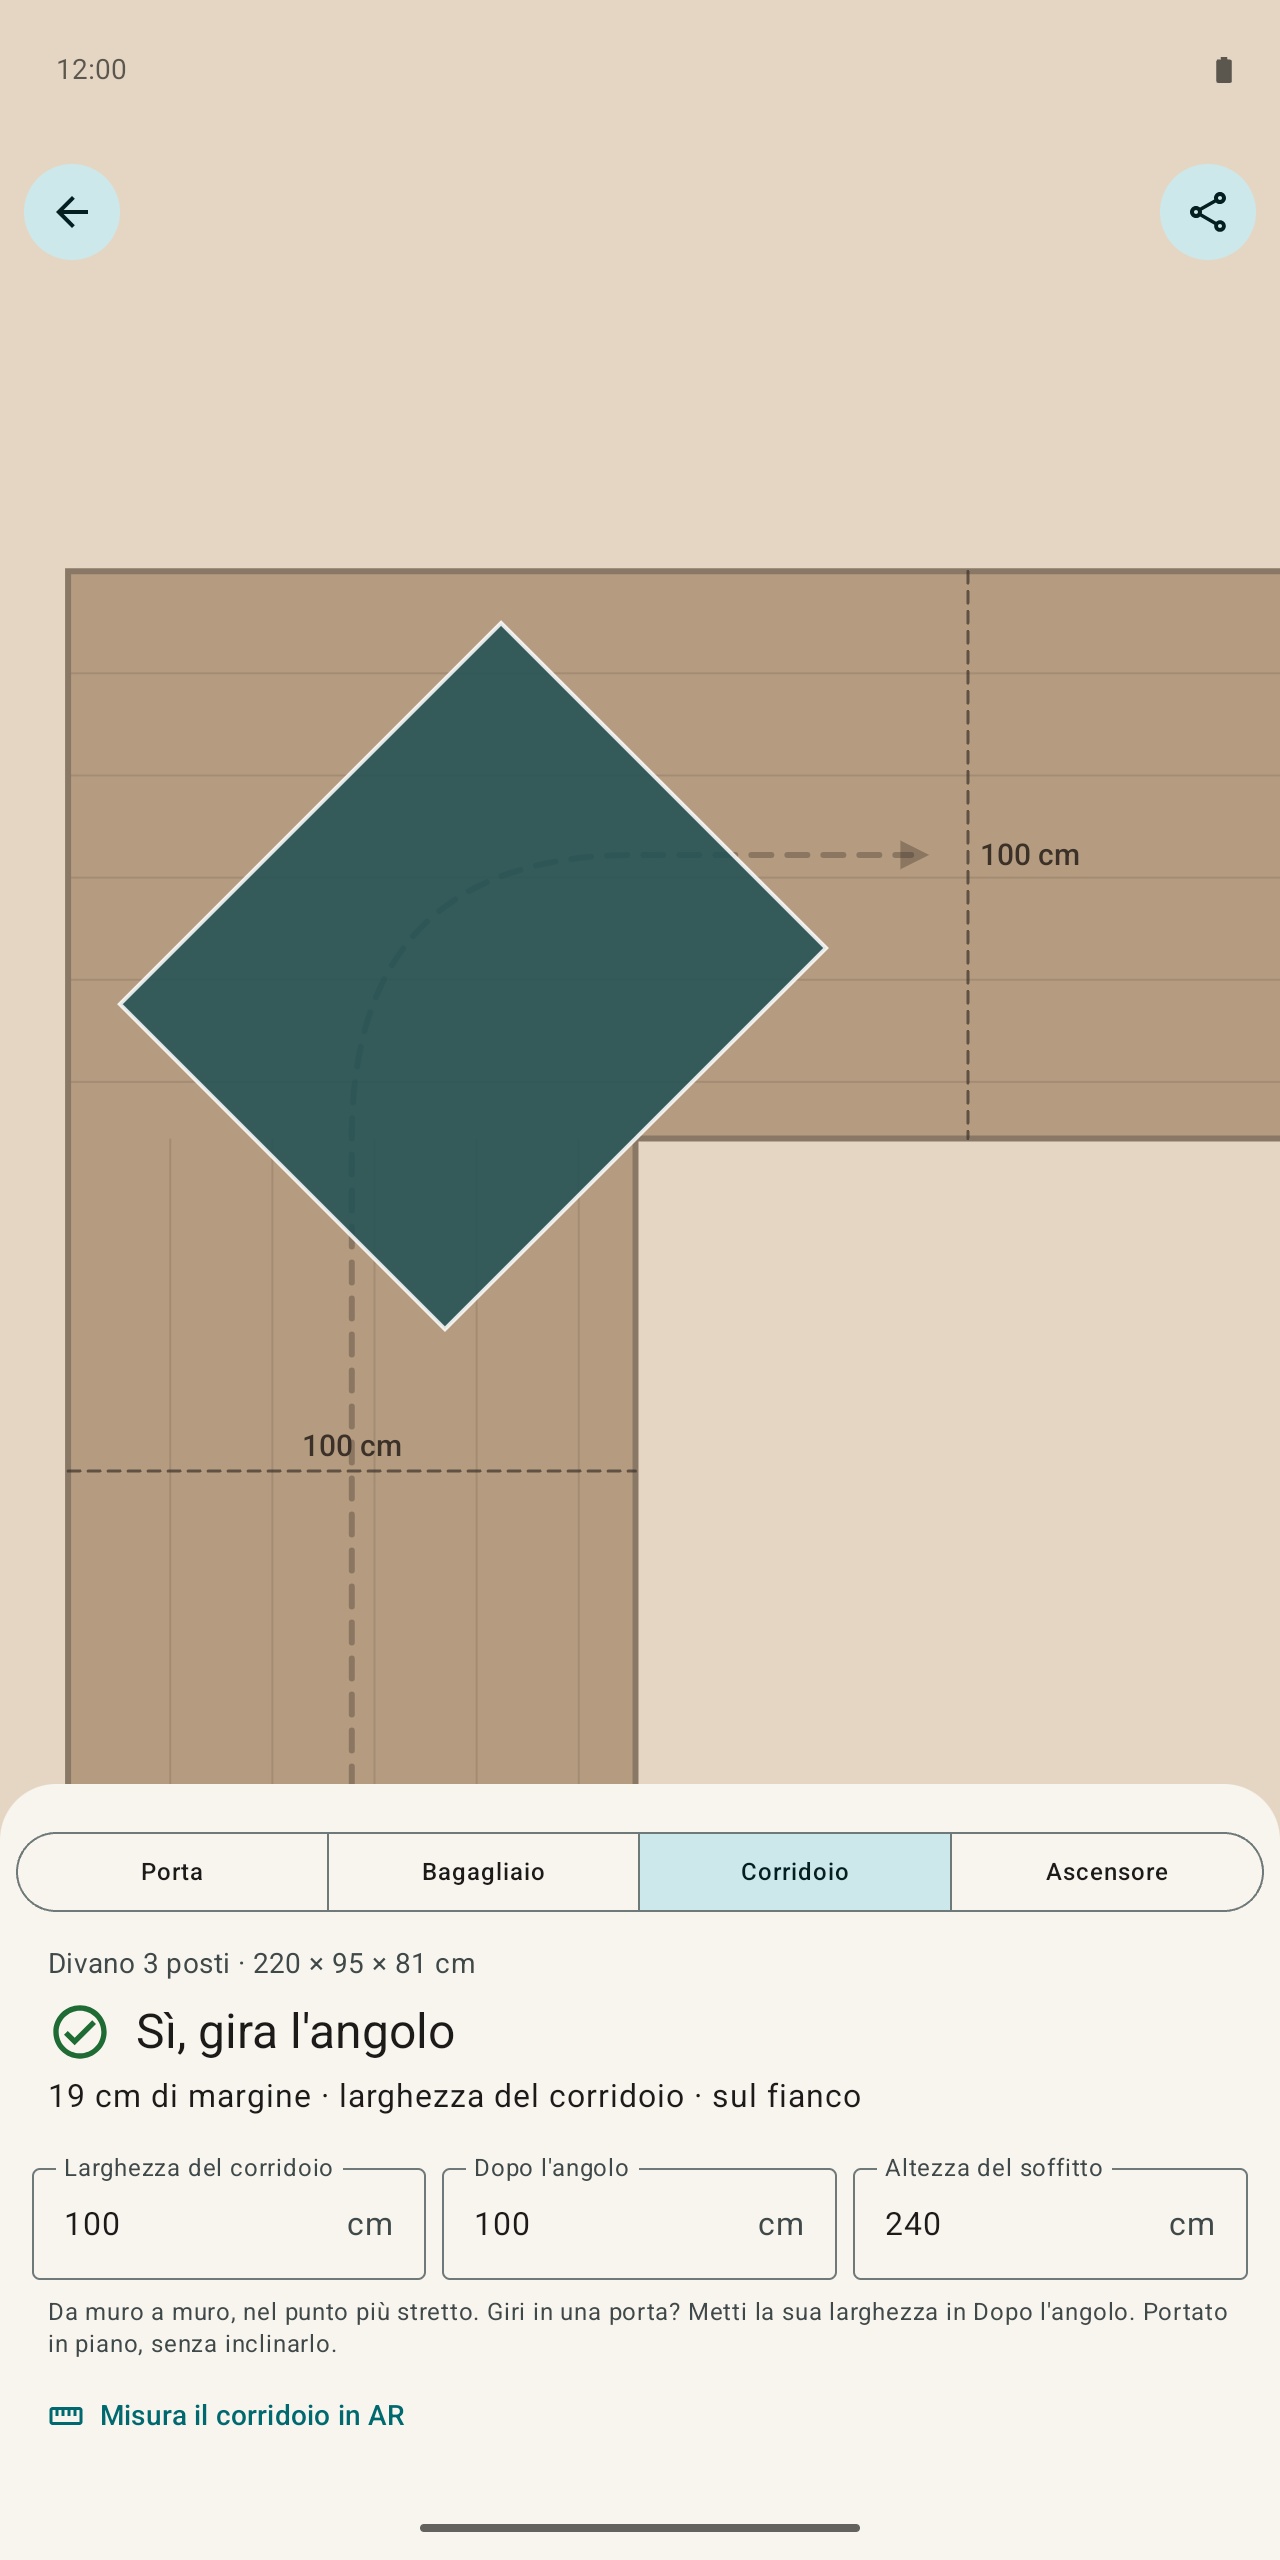 12:00
100 cm
100 cm
Porta
Bagagliaio
Corridoio
Ascensore
Divano 3 posti · 220 × 95 × 81 cm
Sì, gira l'angolo
19 cm di margine · larghezza del corridoio · sul fianco
Larghezza del corridoio
100 cm
Dopo l'angolo
100 cm
Altezza del soffitto
240 cm
Da muro a muro, nel punto più stretto. Giri in una porta? Metti la sua larghezza in Dopo l'angolo. Portato
in piano, senza inclinarlo.
Misura il corridoio in AR